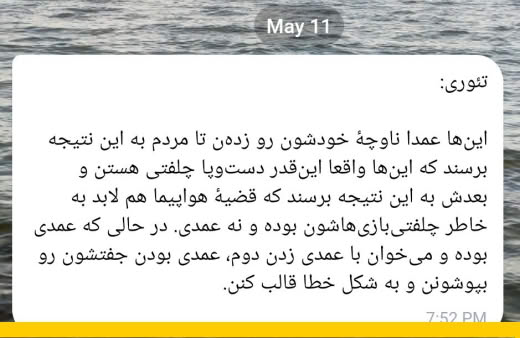 May 11
تئوری:
این‌ها عمدا ناوچهٔ خودشون رو زده‌ن تا مردم به این نتیجه
برسند که این‌ها واقعا این‌قدر دست‌وپا چلفتی هستن و
بعدش به این نتیجه برسند که قضیهٔ هواپیما هم لابد به
خاطر چلفتی‌بازی‌هاشون بوده و نه عمدی. در حالی که عمدی
بوده و می‌خوان با عمدی زدن دوم، عمدی بودن جفتشون رو
بپوشونن و به شکل خطا قالب کنن.
7:52 PM